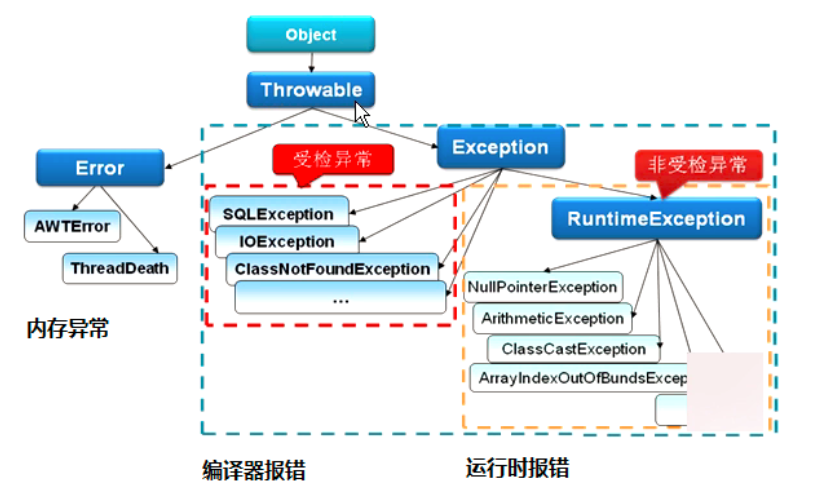 Object
Throwable
Exception
Error
受检异常
非受检异常
SQLException
RuntimeException
AWTError
IOException
ThreadDeath
ClassNotFoundException
...
NullPointerException
ArithmeticException
ClassCastException
ArrayIndexOutOfBundsExcep
内存异常
编译器报错
运行时报错